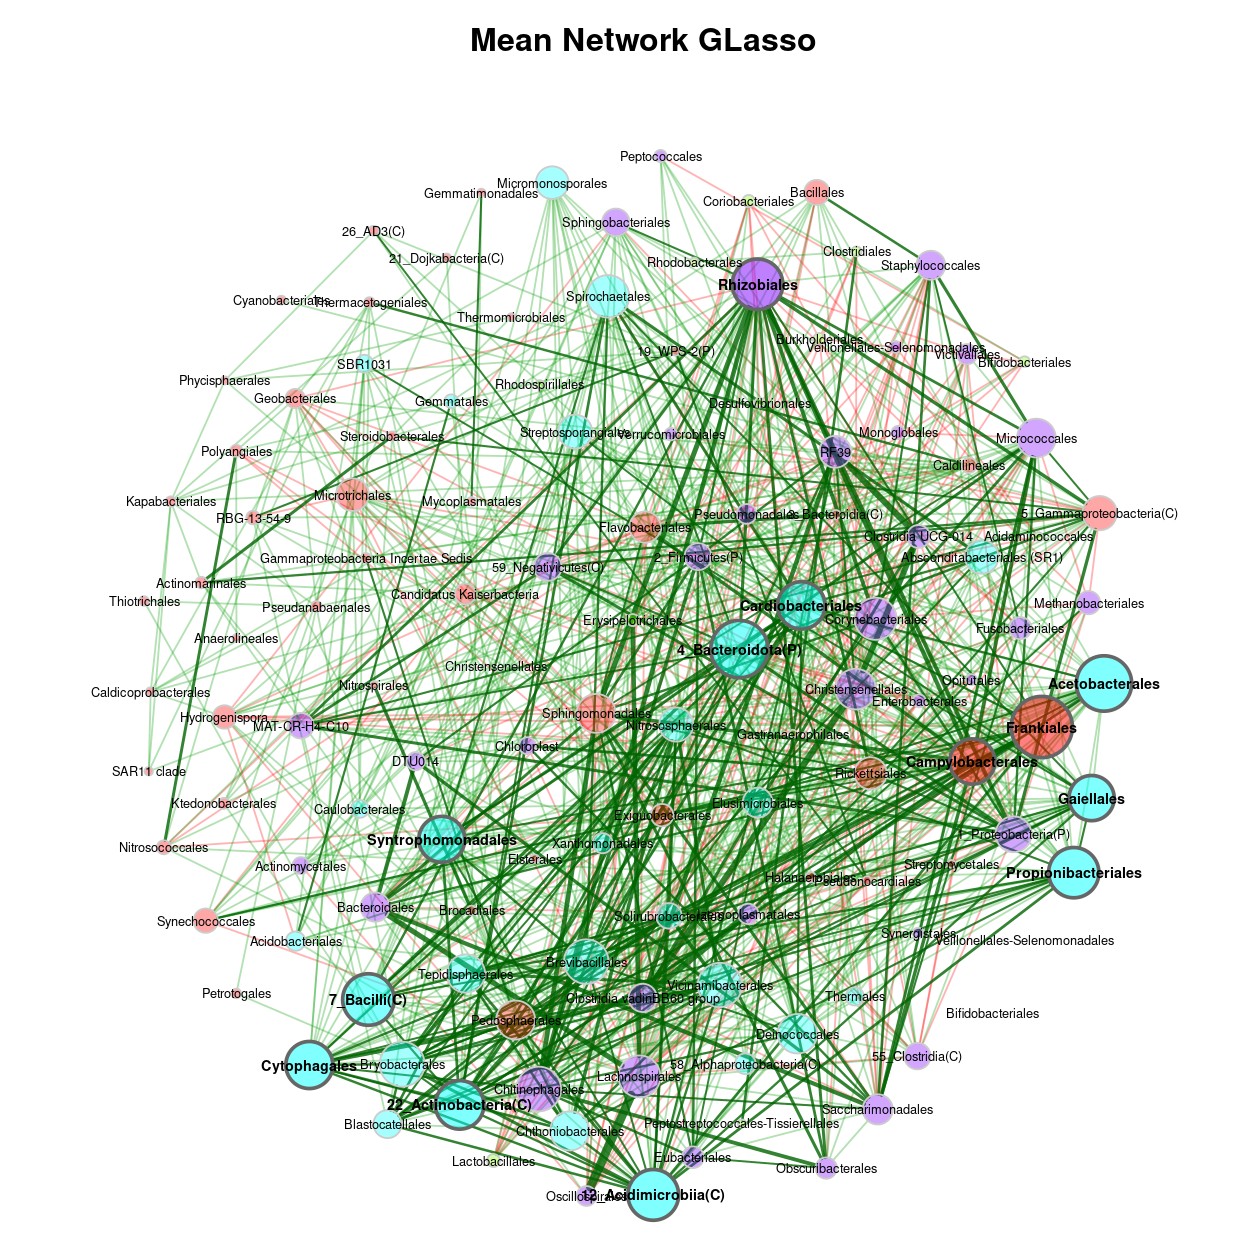 Mean Network GLasso
Peptococcales
Micromonosporales
Gemmatimonadales
Bacillales
Coriobacteriales
Sphingobacteriales
26_AD3(C)
Clostridiales
21_Dojkabacteria(C)
Rhodobacterales
Staphylococcales
Rhizobiales
Spirochaetales
Cyanobacteriales
Thermacetogeniales
Thermomicrobiales
Burkholderiales
Veillonellales-Selenomonadales
19_WPS-2(P)
Victivallales
Bifidobacteriales
SBR1031
Phycisphaerales
Rhodospirillales
Geobacterales
Gemmatales
Desulfovibrionales
Steroidobacterales
Streptosporangiales
Verrucomicrobiales
Monoglobales
Micrococcales
Polyangiales
RF39
Caldilineales
Microtrichales
Kapabacteriales
Mycoplasmatales
RBG-13-54-9
Pseudomonadales
3_Bacteroidia(C)
5_Gammaproteobacteria(C)
Flavobacteriales
Clostridia UCG-014
Acidaminococcales
Gammaproteobacteria Incertae Sedis
2_Firmicutes(P)
Absconditabacteriales (SR1)
59_Negativicutes(C)
Actinomarinales
Candidatus Kaiserbacteria
Thiotrichales
Pseudanabaenales
Cardiobacteriales
Methanobacteriales
Erysipelotrichales
Corynebacteriales
Fusobacteriales
Anaerolineales
4_Bacteroidota(P)
Christensenellales
Opitutales
Acetobacterales
Nitrospirales
Caldicoprobacterales
Christensenellales
Enterobacterales
Hydrogenispora
MAT-CR-H4-C10
Sphingomonadales
Nitrososphaerales
Frankiales
Gastranaerophilales
Chloroplast
DTU014
Campylobacterales
SAR11 clade
Rickettsiales
Gaiellales
Ktedonobacterales
Caulobacterales
Elusimicrobiales
Exiguobacterales
1_Proteobacteria(P)
Syntrophomonadales
Xanthomonadales
Nitrosococcales
Elsterales
Actinomycetales
Streptomycetales
Propionibacteriales
Halanaerobiales
Pseudonocardiales
Bacteroidales
Brocadiales
Solirubrobacterales
Izemoplasmatales
Synechococcales
Synergistales
Acidobacteriales
Veillonellales-Selenomonadales
Brevibacillales
Tepidisphaerales
Vicinamibacterales
Petrotogales
7_Bacilli(C)
Clostridia vadinBB60 group
Thermales
Bifidobacteriales
Pedosphaerales
Deinococcales
55_Clostridia(C)
Cytophagales
Bryobacterales
58_Alphaproteobacteria(C)
Lachnospirales
Chitinophagales
22_Actinobacteria(C)
Saccharimonadales
Blastocatellales
Peptostreptococcales-Tissierellales
Chthoniobacterales
Lactobacillales
Eubacteriales
Obscuribacterales
Oscillospirales
12_Acidimicrobiia(C)